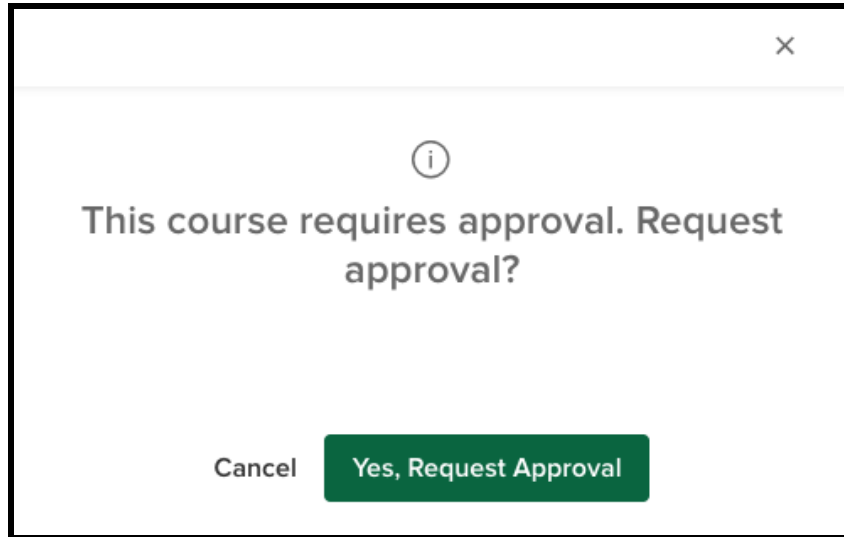 This course requires approval. Request
approval?
Cancel
Yes, Request Approval